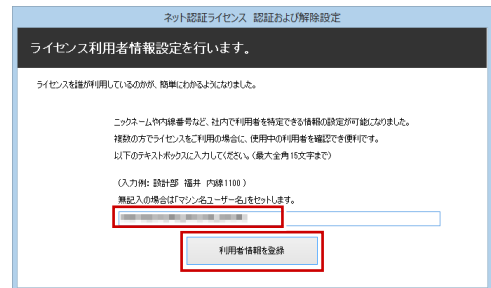 ネット認証ライセンス 認証および解除設定
ライセンス利用者情報設定を行います。
ライセンスを誰が利用しているのかが、簡単にわかるようになりました。
ニックネームや内線番号など、社内で利用者を特定できる情報の設定が可能になりました。
複数の方でライセンスをご利用の場合に、使用中の利用者を確認でき便利です。
以下のテキストボックスに入力してください。(最大全角15文字まで)
(入力例: 設計部 福井 内線1100)
無記入の場合は「マシン名ユーザー名」をセットします。
利用者情報を登録